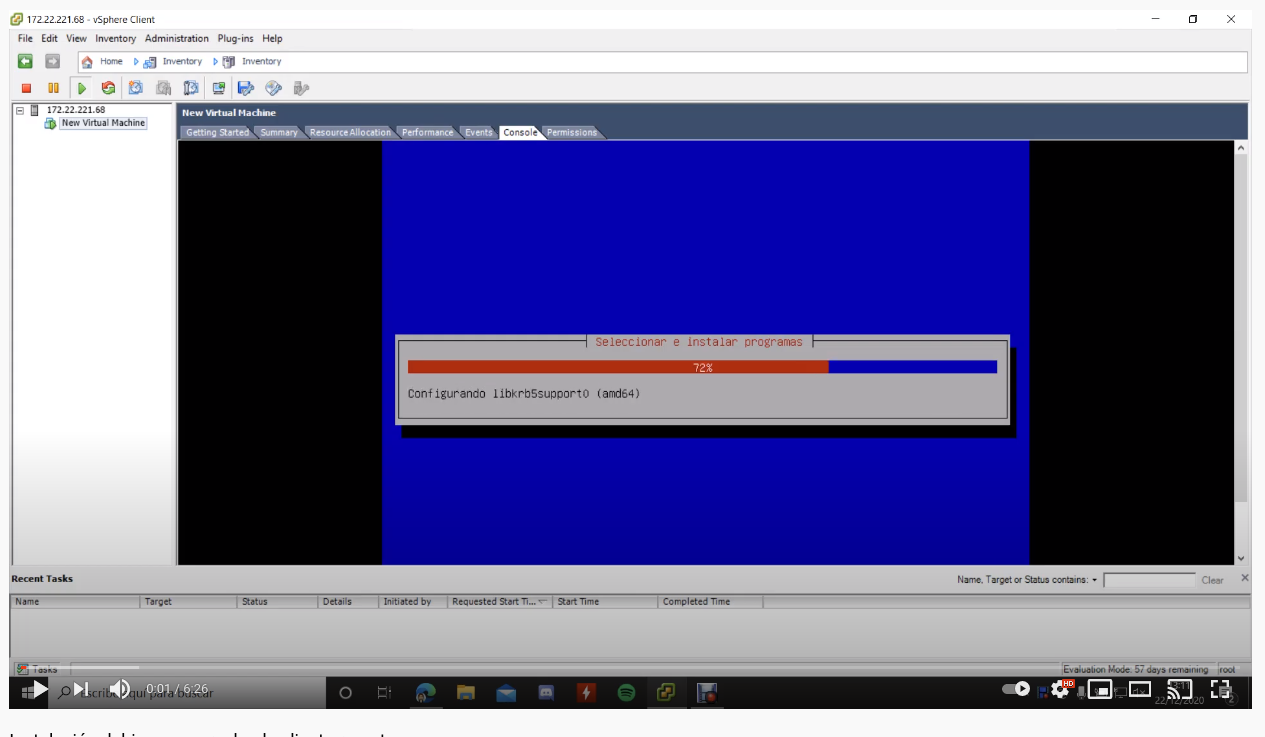 172.22.221.68 - vSphere Client
File Edit View Inventory Administration Plug-ins Help
Home Inventory Inventory
172.22.221.68
New Virtual Machine
New Virtual Machine
Getting Started Summary Resource Allocation Performance Events Console Permissions
Seleccionar e instalar programas
72%
Configurando libkrb5support0 (amd64)
Recent Tasks
Name, Target or Status contains: Clear
Name Target Status Details Initiated by Requested Start Ti... Start Time Completed Time
Tasks
Evaluation Mode: 57 days remaining root
0:01 / 6:26
HD
buscar
22/12/2020
2